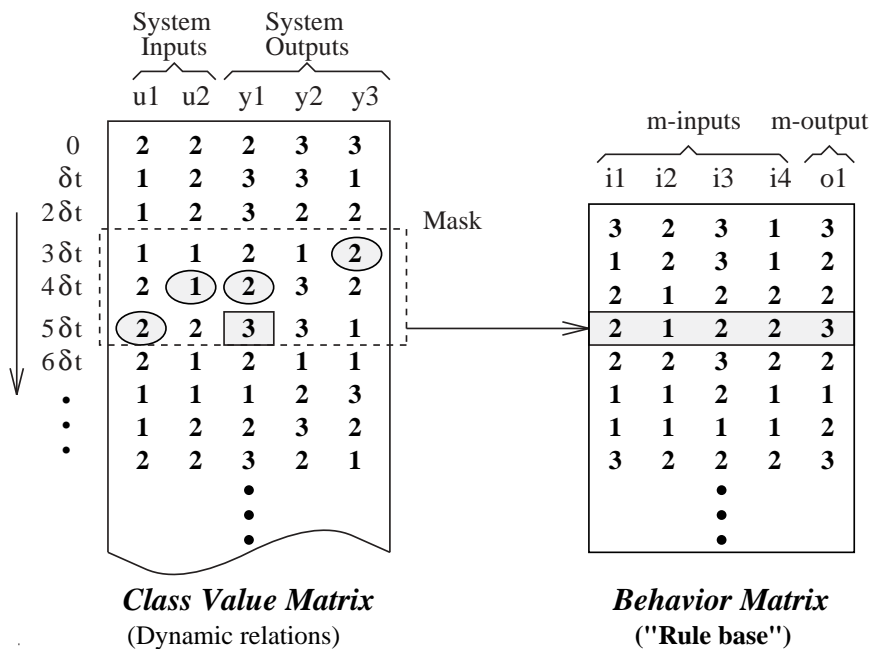 System Inputs
System Outputs
u1 u2 y1 y2 y3
0 2 2 2 3 3
δt 1 2 3 3 1
2δt 1 2 3 2 2
3δt 1 1 2 1 2
4δt 2 1 2 3 2
5δt 2 2 3 3 1
6δt 2 1 2 1 1
1 1 1 2 3
1 2 2 3 2
2 2 3 2 1
Mask
Class Value Matrix
(Dynamic relations)
m-inputs m-output
i1 i2 i3 i4 o1
3 2 3 1 3
1 2 3 1 2
2 1 2 2 2
2 1 2 2 3
2 2 3 2 2
1 1 2 1 1
1 1 1 1 2
3 2 2 2 3
Behavior Matrix
("Rule base")